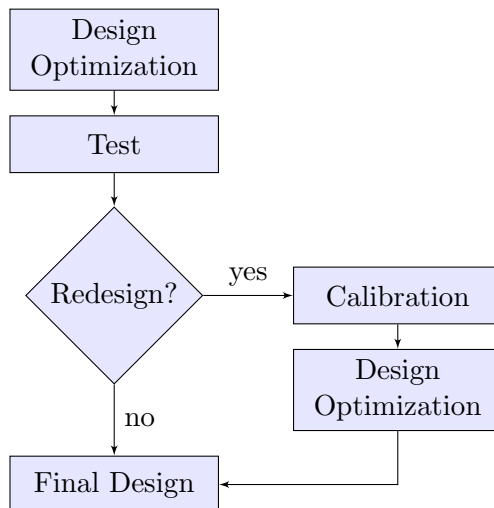 Design
Optimization
Test
Redesign?
yes
Calibration
Design
Optimization
no
Final Design